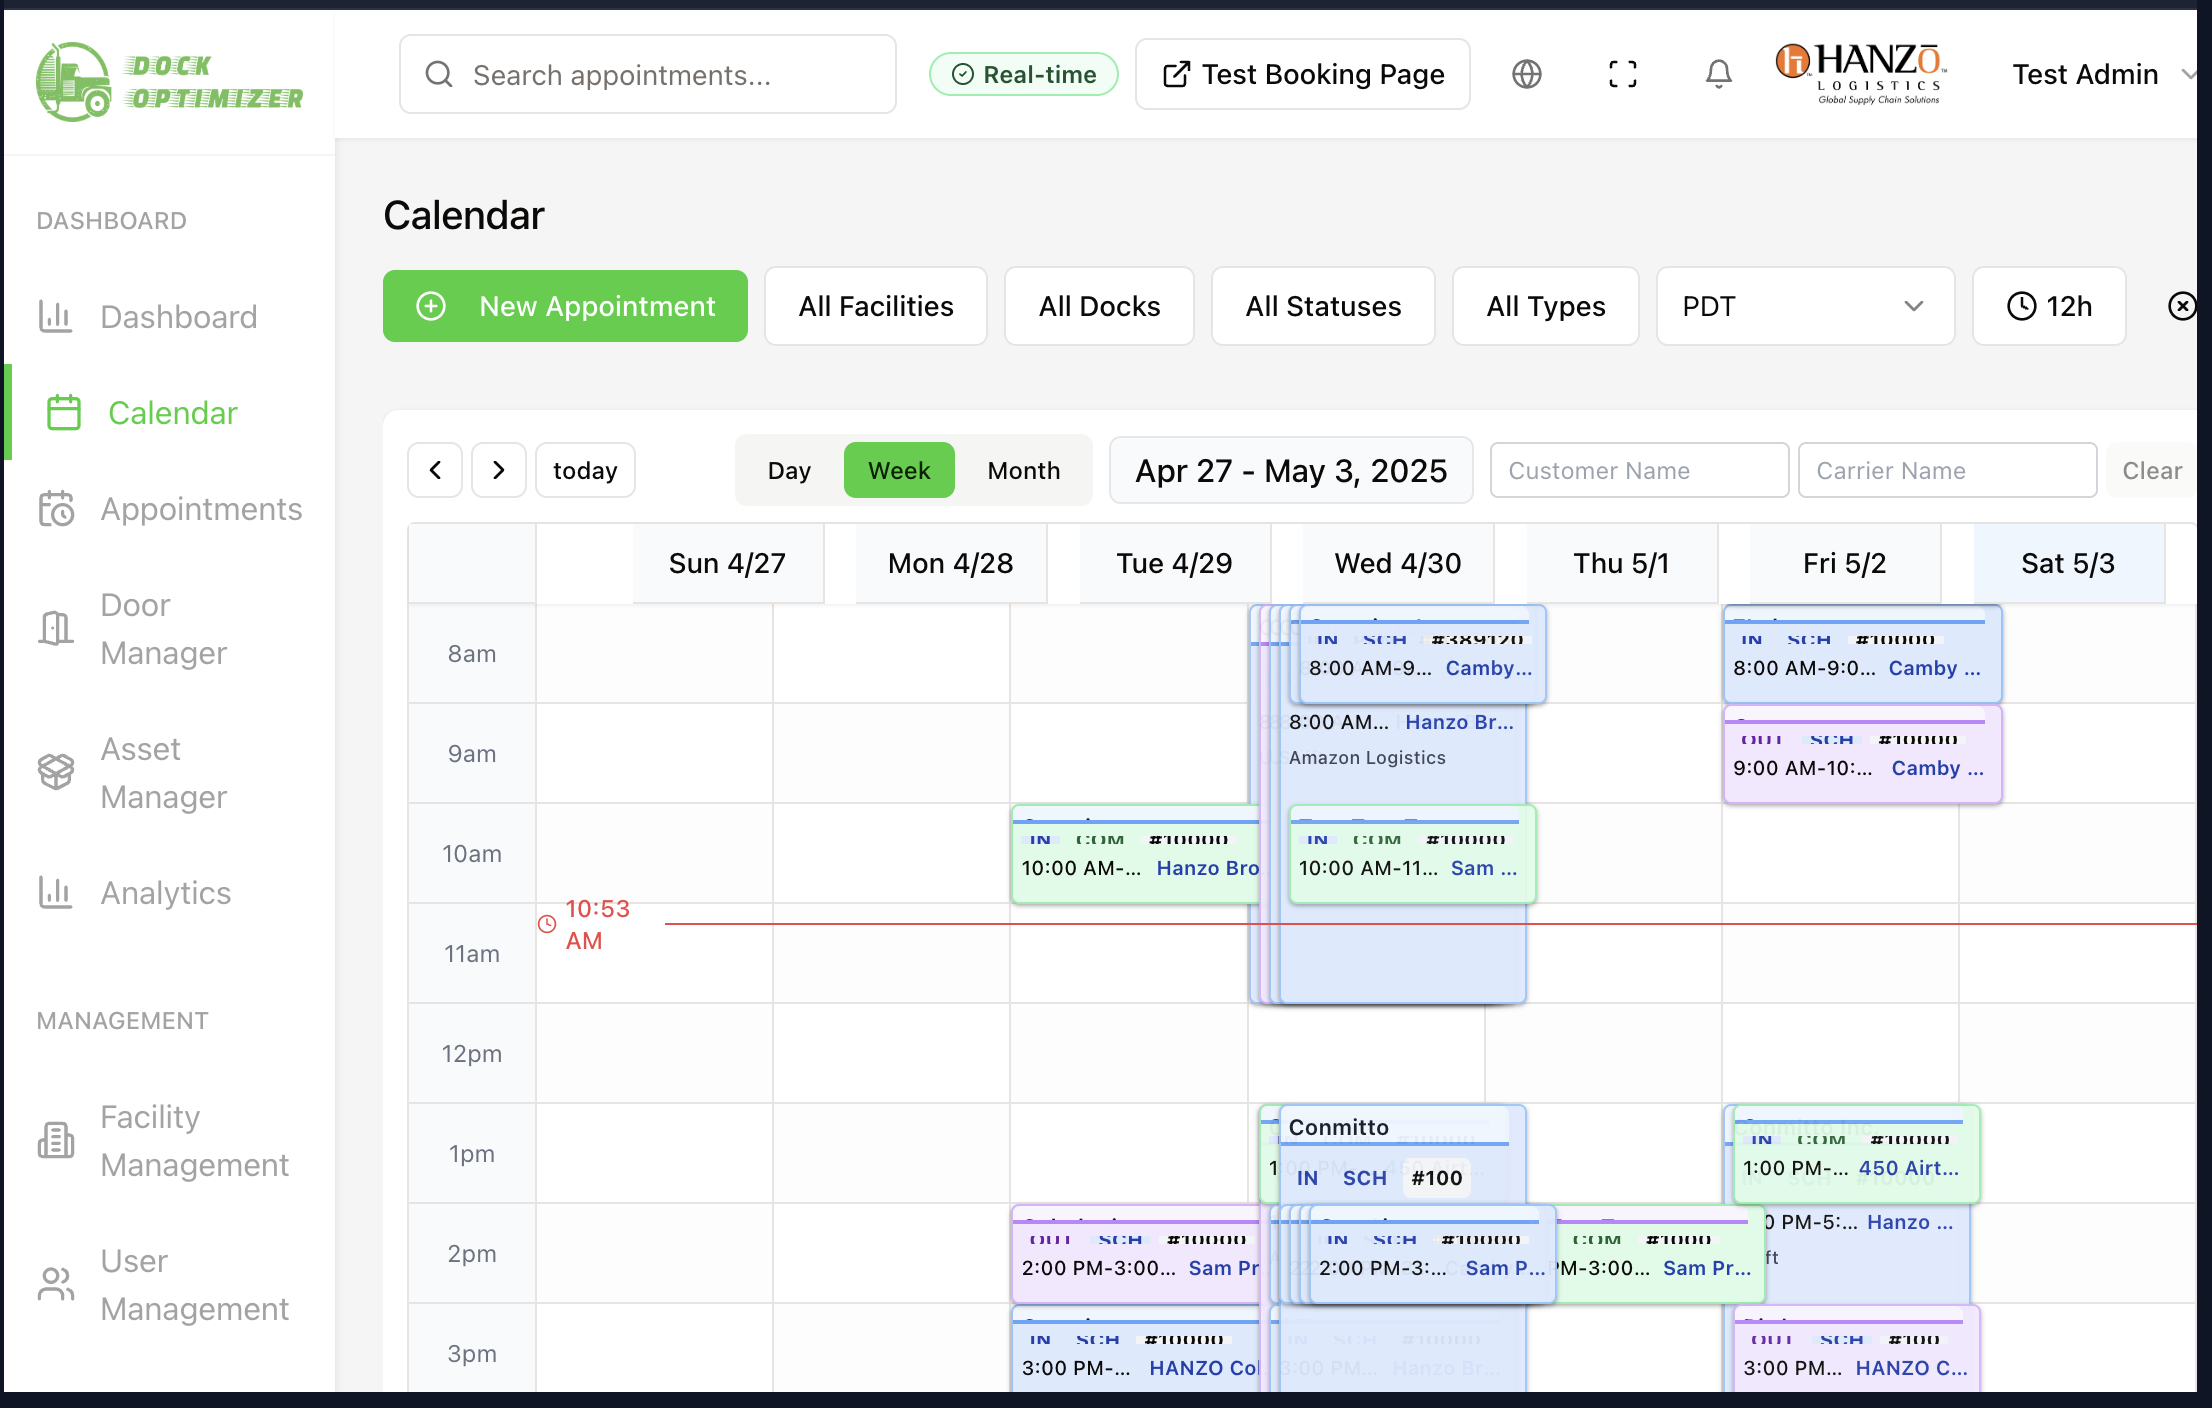 DOCK
OPTIMIZER
Search appointments...
Real-time
Test Booking Page
HANZŌ
LOGISTICS
Global Supply Chain Solutions
Test Admin
DASHBOARD
Dashboard
Calendar
Appointments
Door
Manager
Asset
Manager
Analytics
MANAGEMENT
Facility
Management
User
Management
Calendar
New Appointment
All Facilities
All Docks
All Statuses
All Types
PDT
12h
today
Day
Week
Month
Apr 27 - May 3, 2025
Customer Name
Carrier Name
Clear
Sun 4/27
Mon 4/28
Tue 4/29
Wed 4/30
Thu 5/1
Fri 5/2
Sat 5/3
8am
IN SCH #389120
8:00 AM-9... Camby...
IN SCH #10000
8:00 AM-9:0... Camby ...
9am
8:00 AM... Hanzo Br...
Amazon Logistics
OUT SCH #10000
9:00 AM-10:... Camby ...
10am
IN COM #10000
10:00 AM-... Hanzo Bro
IN COM #10000
10:00 AM-11... Sam ...
10:53
AM
11am
12pm
1pm
Conmitto
IN SCH #100
IN COM #10000
1:00 PM-... 450 Airt...
2pm
OUT SCH #10000
2:00 PM-3:00... Sam Pr
IN SCH #10000
2:00 PM-3:... Sam P...
COM #1000
PM-3:00... Sam Pr...
0 PM-5:... Hanzo ...
ft
3pm
IN SCH #10000
3:00 PM-... HANZO Col
IN SCH #10000
3:00 PM... Hanzo Br...
OUT SCH #100
3:00 PM... HANZO C...